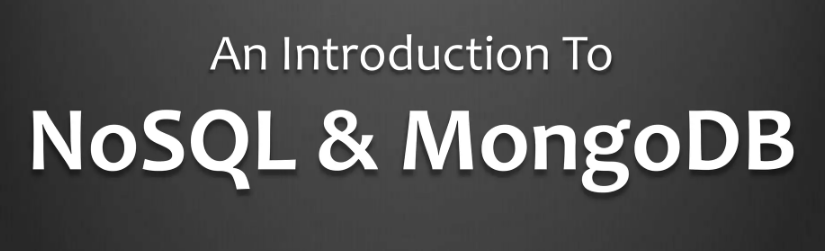 An Introduction To
NoSQL & MongoDB